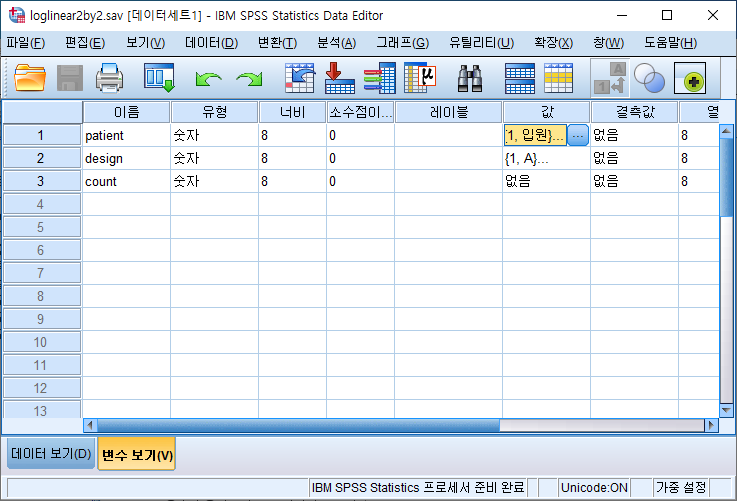 loglinear2by2.sav [데이터세트1] - IBM SPSS Statistics Data Editor
파일(F) 편집(E) 보기(V) 데이터(D) 변환(T) 분석(A) 그래프(G) 유틸리티(U) 확장(X) 창(W) 도움말(H)
이름 유형 너비 소수점이... 레이블 값 결측값 열
1 patient 숫자 8 0 {1, 입원}... 없음 8
2 design 숫자 8 0 {1, A}... 없음 8
3 count 숫자 8 0 없음 없음 8
4
5
6
7
8
9
10
11
12
13
데이터 보기(D) 변수 보기(V)
IBM SPSS Statistics 프로세서 준비 완료 Unicode:ON 가중 설정